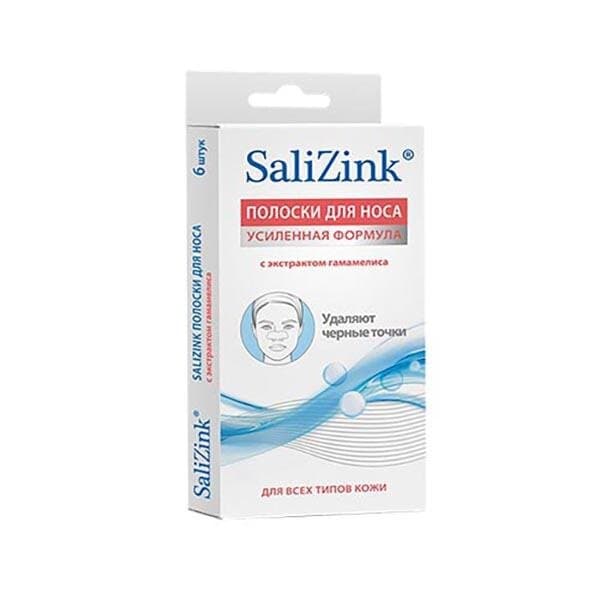 SaliZink®
ПОЛОСКИ ДЛЯ НОСА
УСИЛЕННАЯ ФОРМУЛА
с экстрактом гамамелиса
Удаляют
черные точки
ДЛЯ ВСЕХ ТИПОВ КОЖИ
6 штук
SALIZINK ПОЛОСКИ ДЛЯ НОСА
с экстрактом гамамелиса
SaliZink®